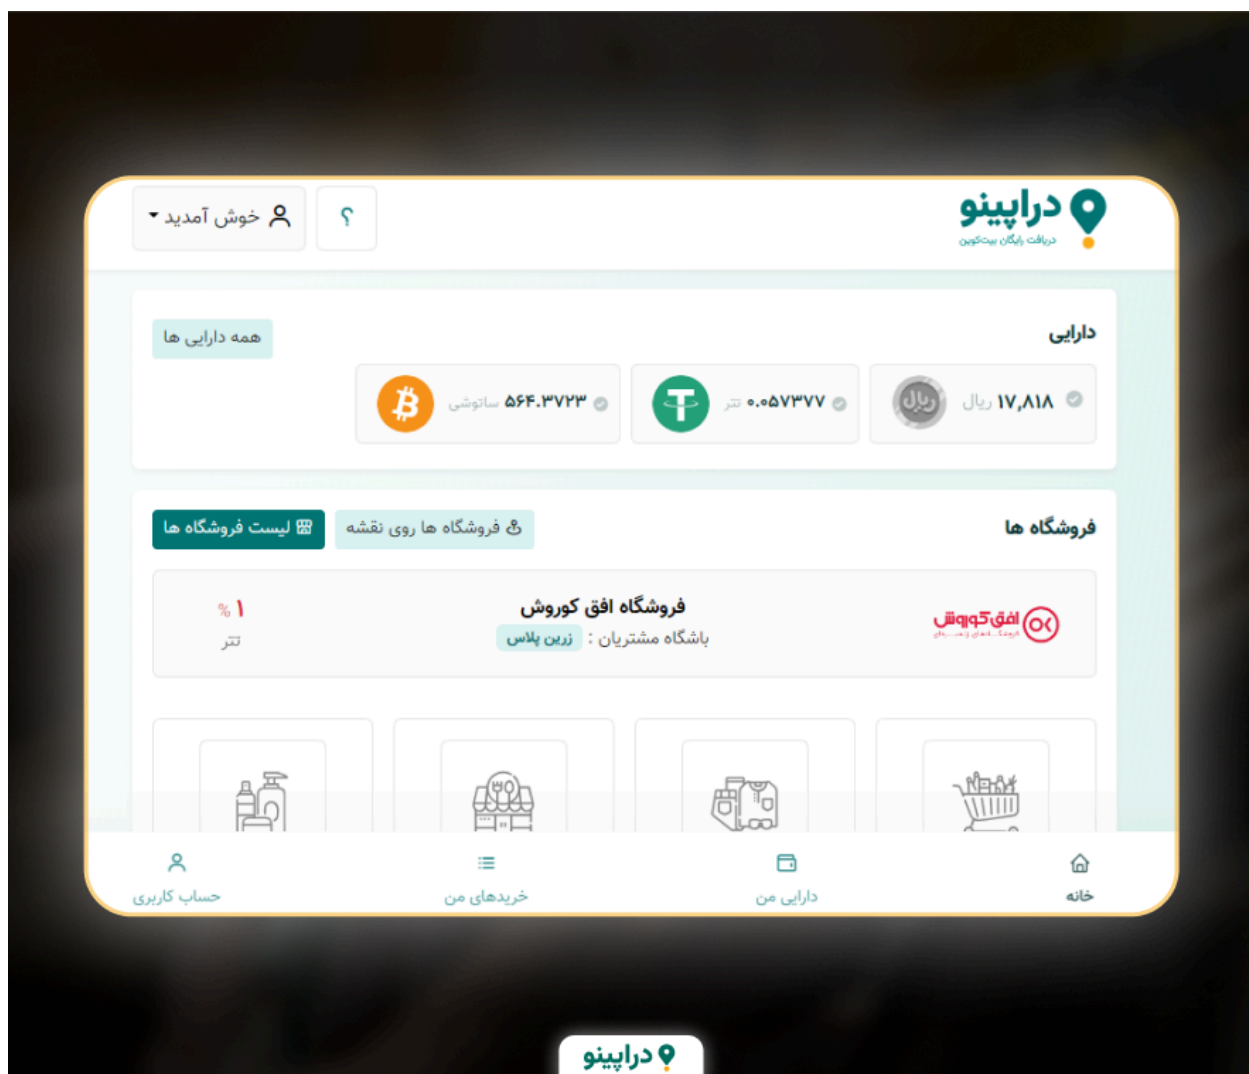 دراپینو
دریافت رایگان بیت‌کوین
؟
خوش آمدید
دارایی
همه دارایی ها
۱۷,۸۱۸ ریال
ریال
۰.۰۵۷۳۷۷ تتر
۵۶۴.۳۷۲۳ ساتوشی
فروشگاه ها
فروشگاه ها روی نقشه
لیست فروشگاه ها
افق کوروش
فروشگاه افق کوروش
باشگاه مشتریان : زرین پلاس
۱ %
تتر
خانه
دارایی من
خریدهای من
حساب کاربری
دراپینو